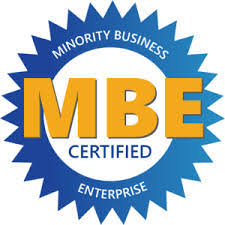 MINORITY BUSINESS
MBE
CERTIFIED
ENTERPRISE